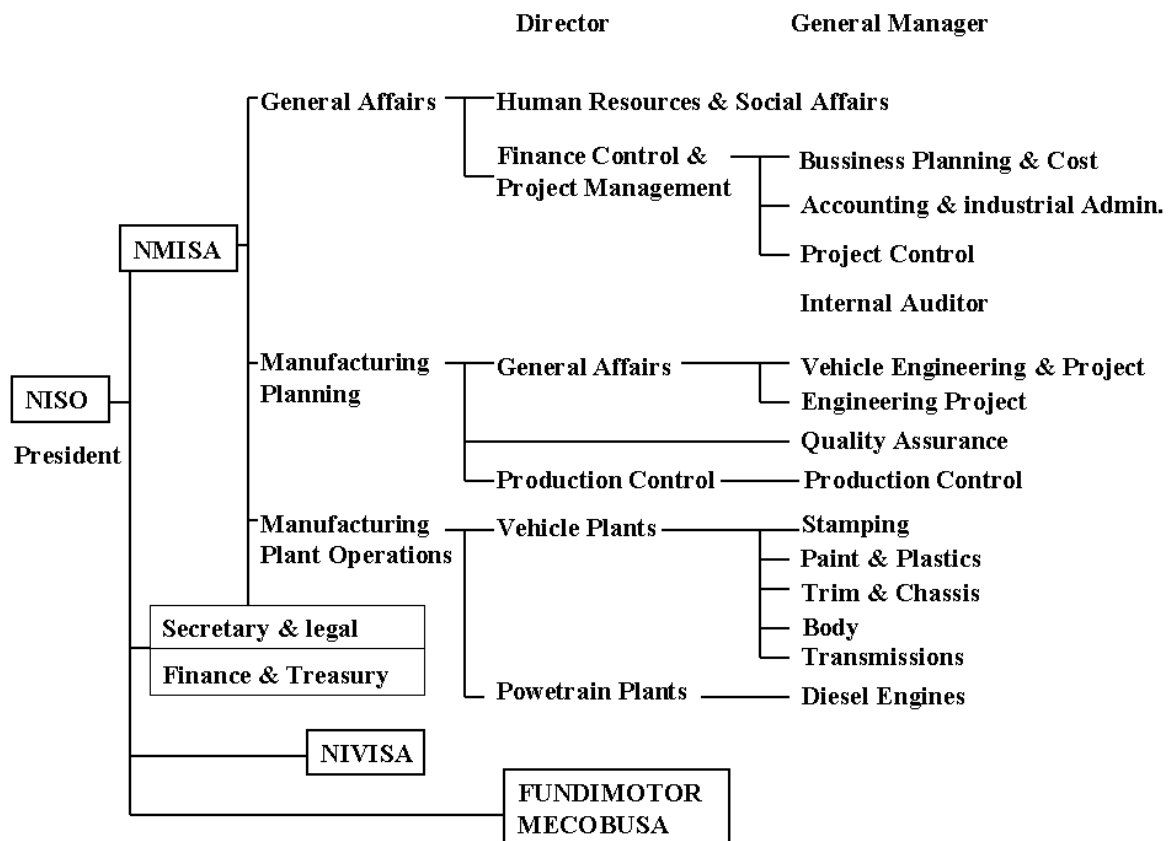 Director General Manager
General Affairs Human Resources & Social Affairs
Finance Control &
Project Management
Bussiness Planning & Cost
Accounting & industrial Admin.
NMISA
Project Control
Internal Auditor
Manufacturing
Planning
General Affairs
Vehicle Engineering & Project
Engineering Project
NISO
President
Quality Assurance
Production Control Production Control
Manufacturing
Plant Operations
Vehicle Plants
Stamping
Paint & Plastics
Trim & Chassis
Body
Transmissions
Secretary & legal
Finance & Treasury
Powetrain Plants Diesel Engines
NIVISA
FUNDIMOTOR
MECOBUSA